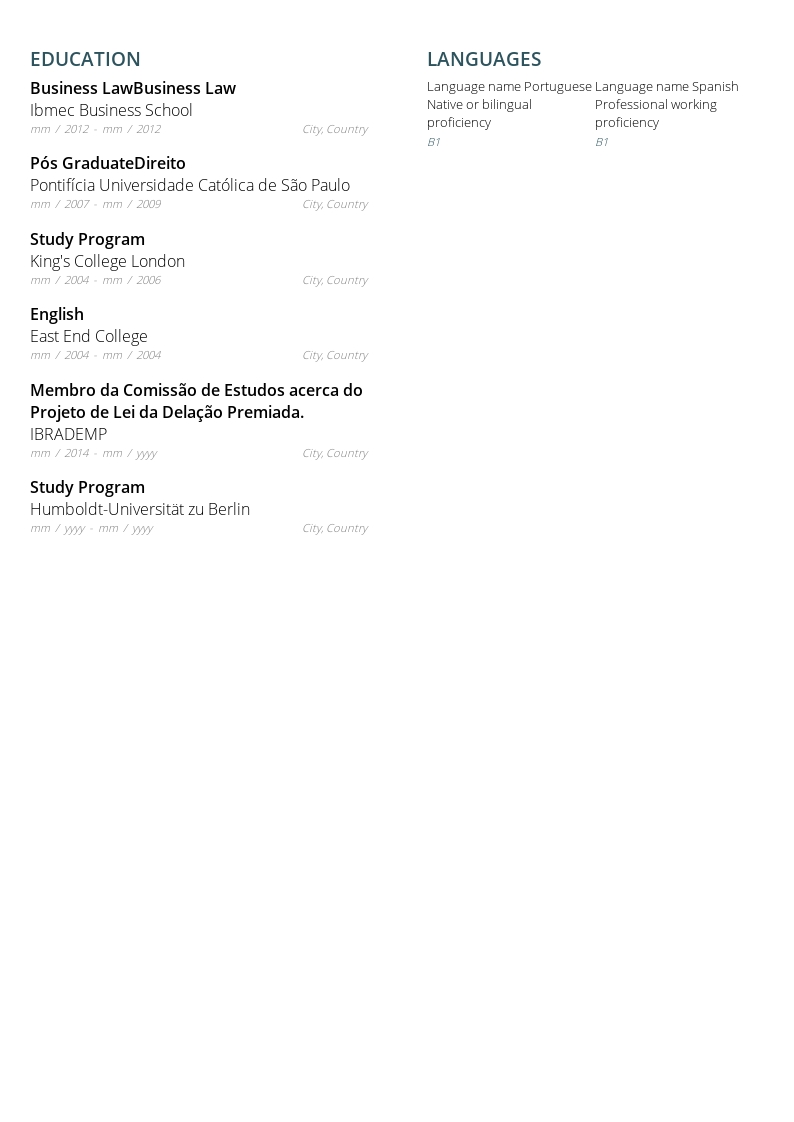 EDUCATION
Business LawBusiness Law
Ibmec Business School
mm / 2012 - mm / 2012 City, Country
Pós GraduateDireito
Pontifícia Universidade Católica de São Paulo
mm / 2007 - mm / 2009 City, Country
Study Program
King's College London
mm / 2004 - mm / 2006 City, Country
English
East End College
mm / 2004 - mm / 2004 City, Country
Membro da Comissão de Estudos acerca do
Projeto de Lei da Delação Premiada.
IBRADEMP
mm / 2014 - mm / yyyy City, Country
Study Program
Humboldt-Universität zu Berlin
mm / yyyy - mm / yyyy City, Country
LANGUAGES
Language name Portuguese
Native or bilingual
proficiency
B1
Language name Spanish
Professional working
proficiency
B1